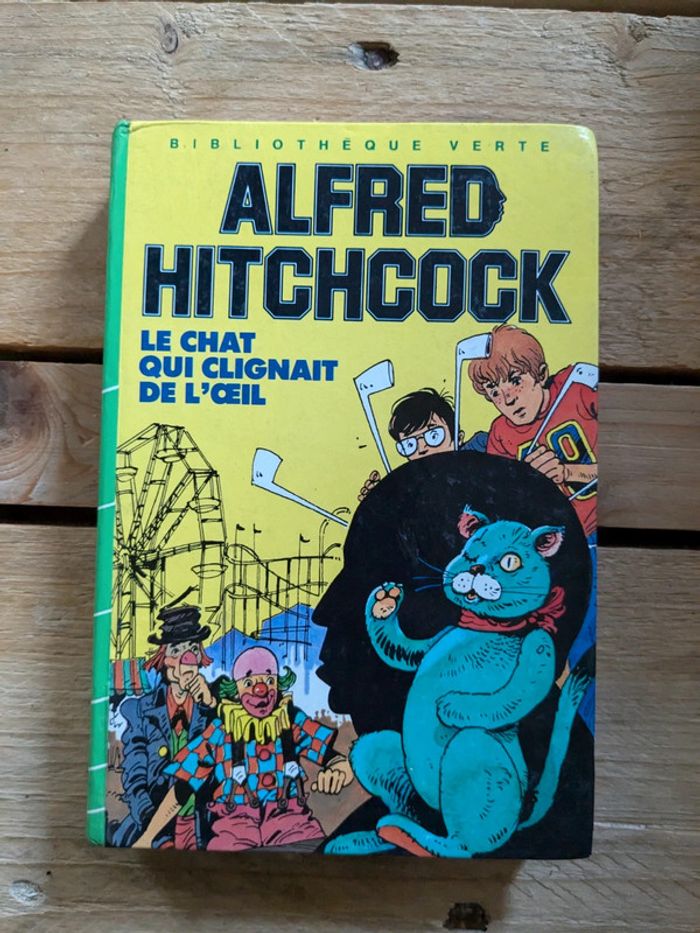 BIBLIOTHÈQUE VERTE
ALFRED
HITCHCOCK
LE CHAT
QUI CLIGNAIT
DE L'ŒIL